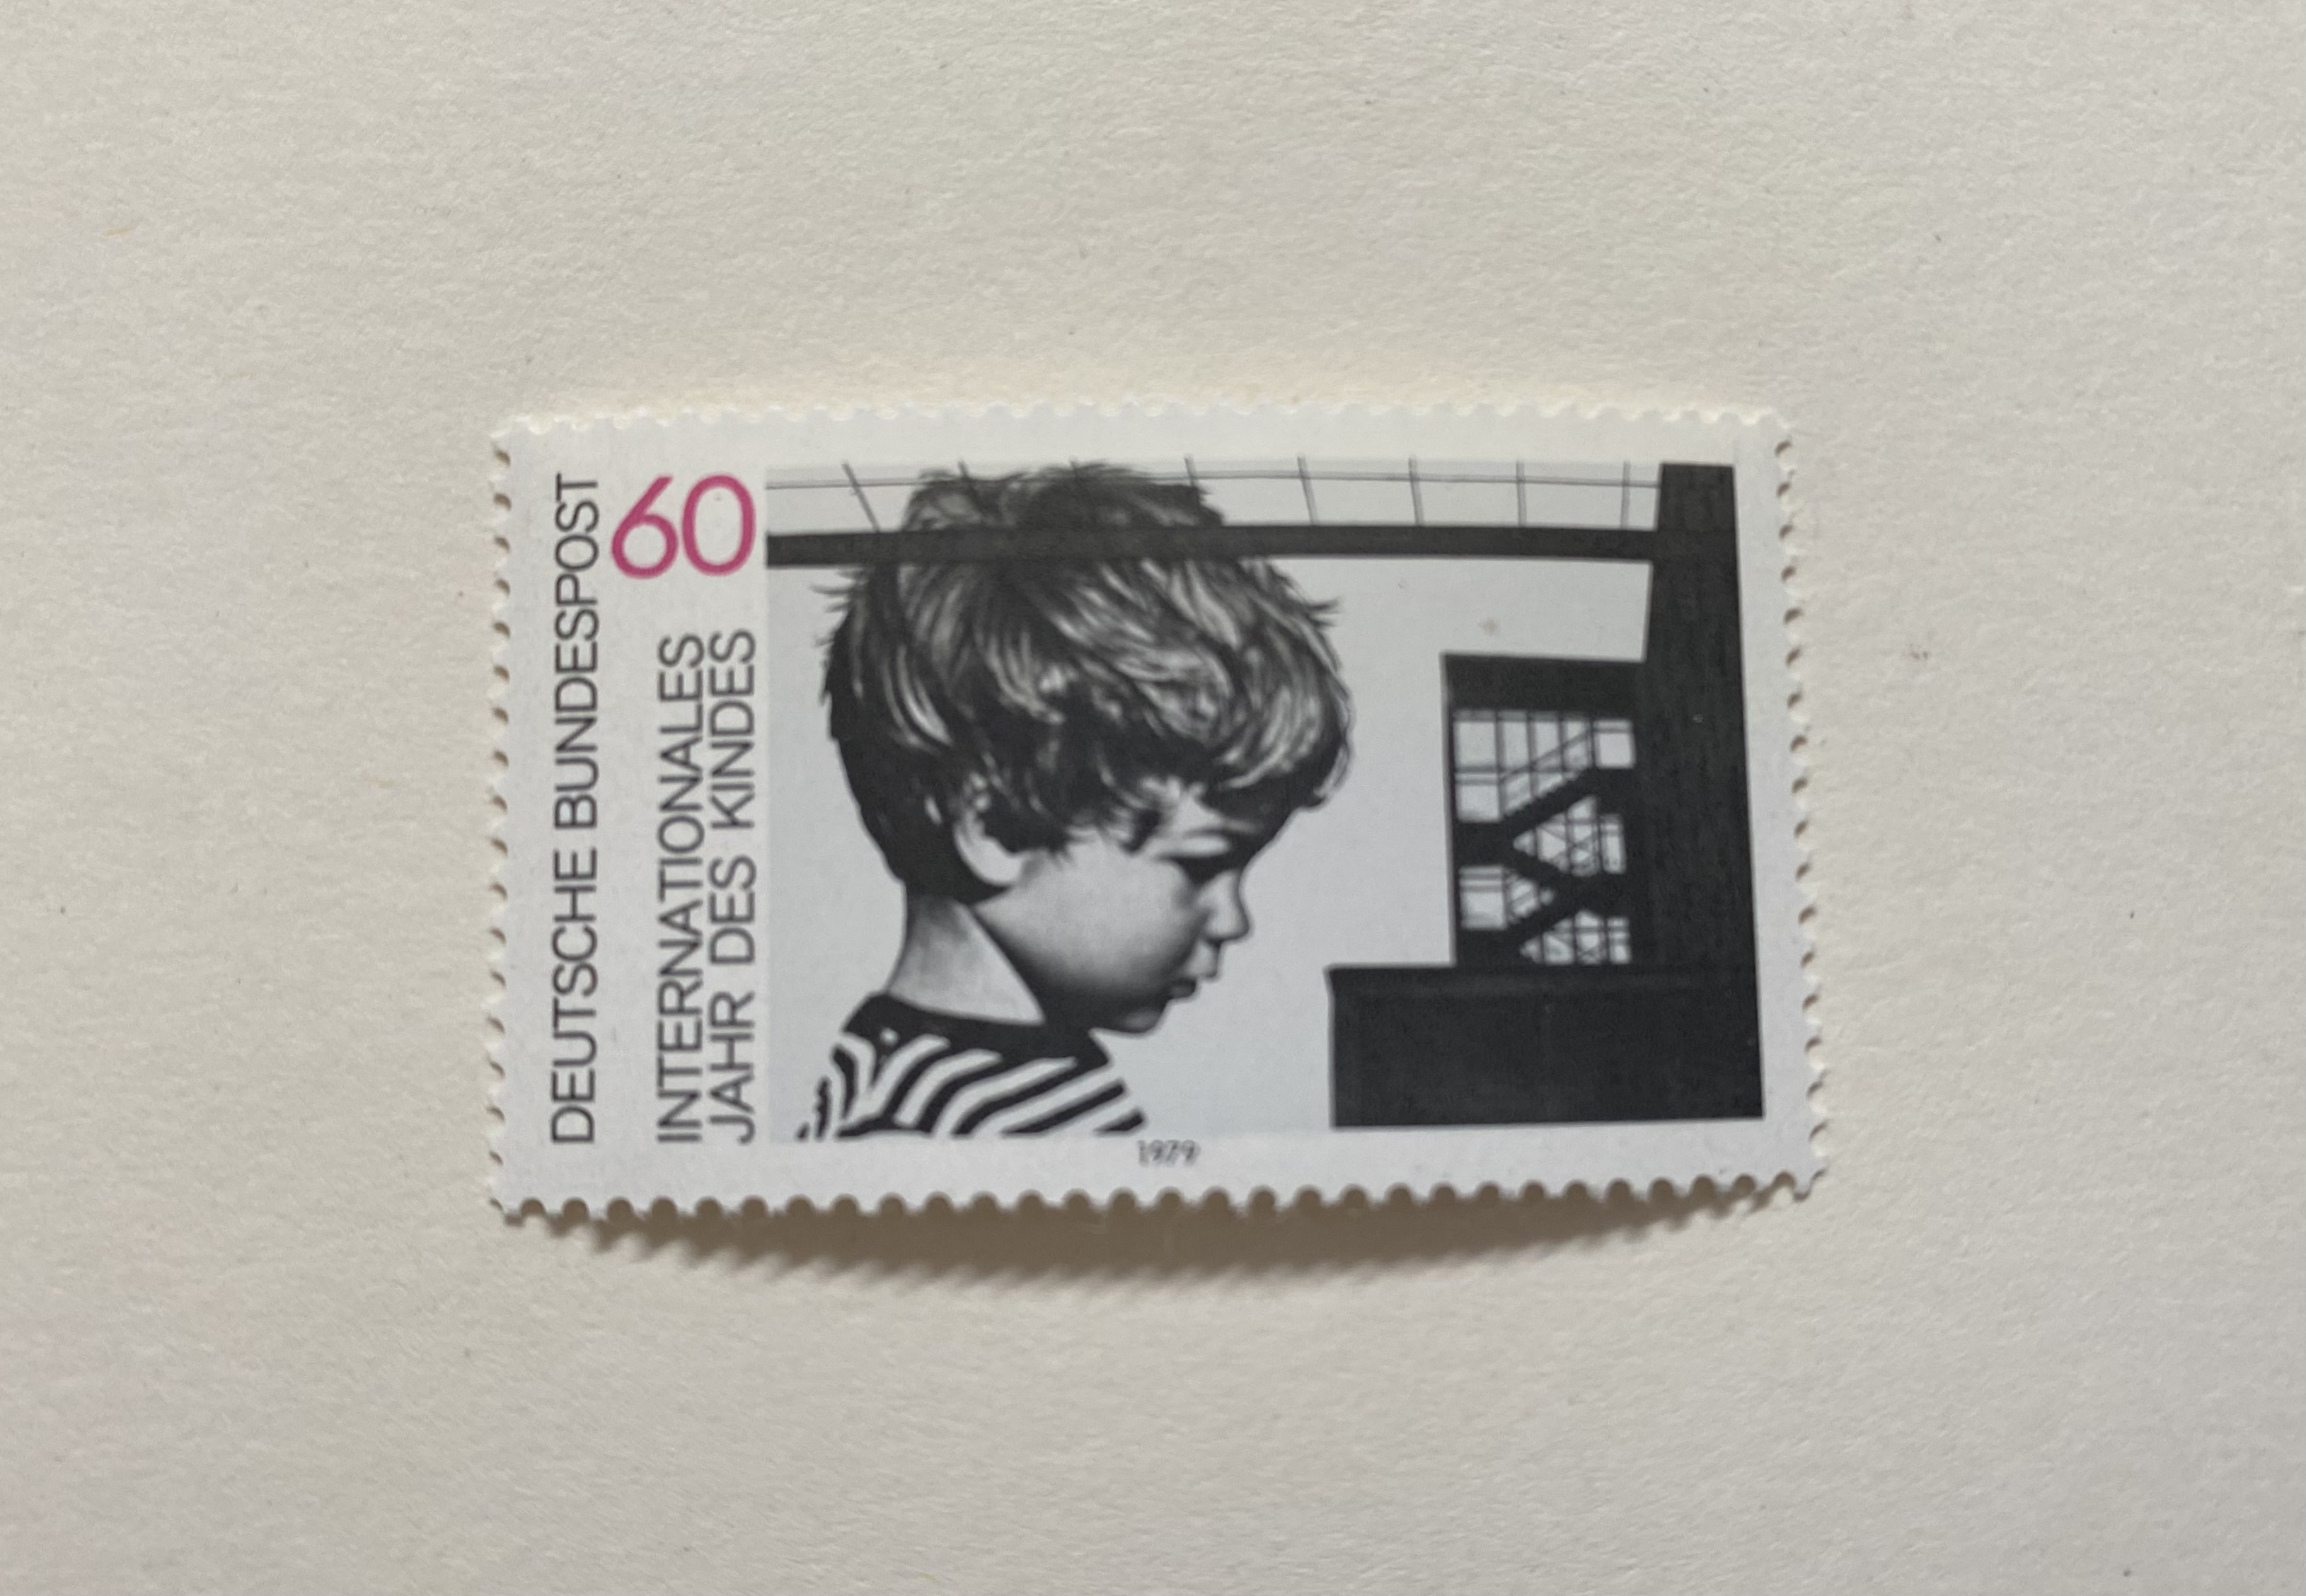 DEUTSCHE BUNDESPOST
60
INTERNATIONALES
JAHR DES KINDES
1979